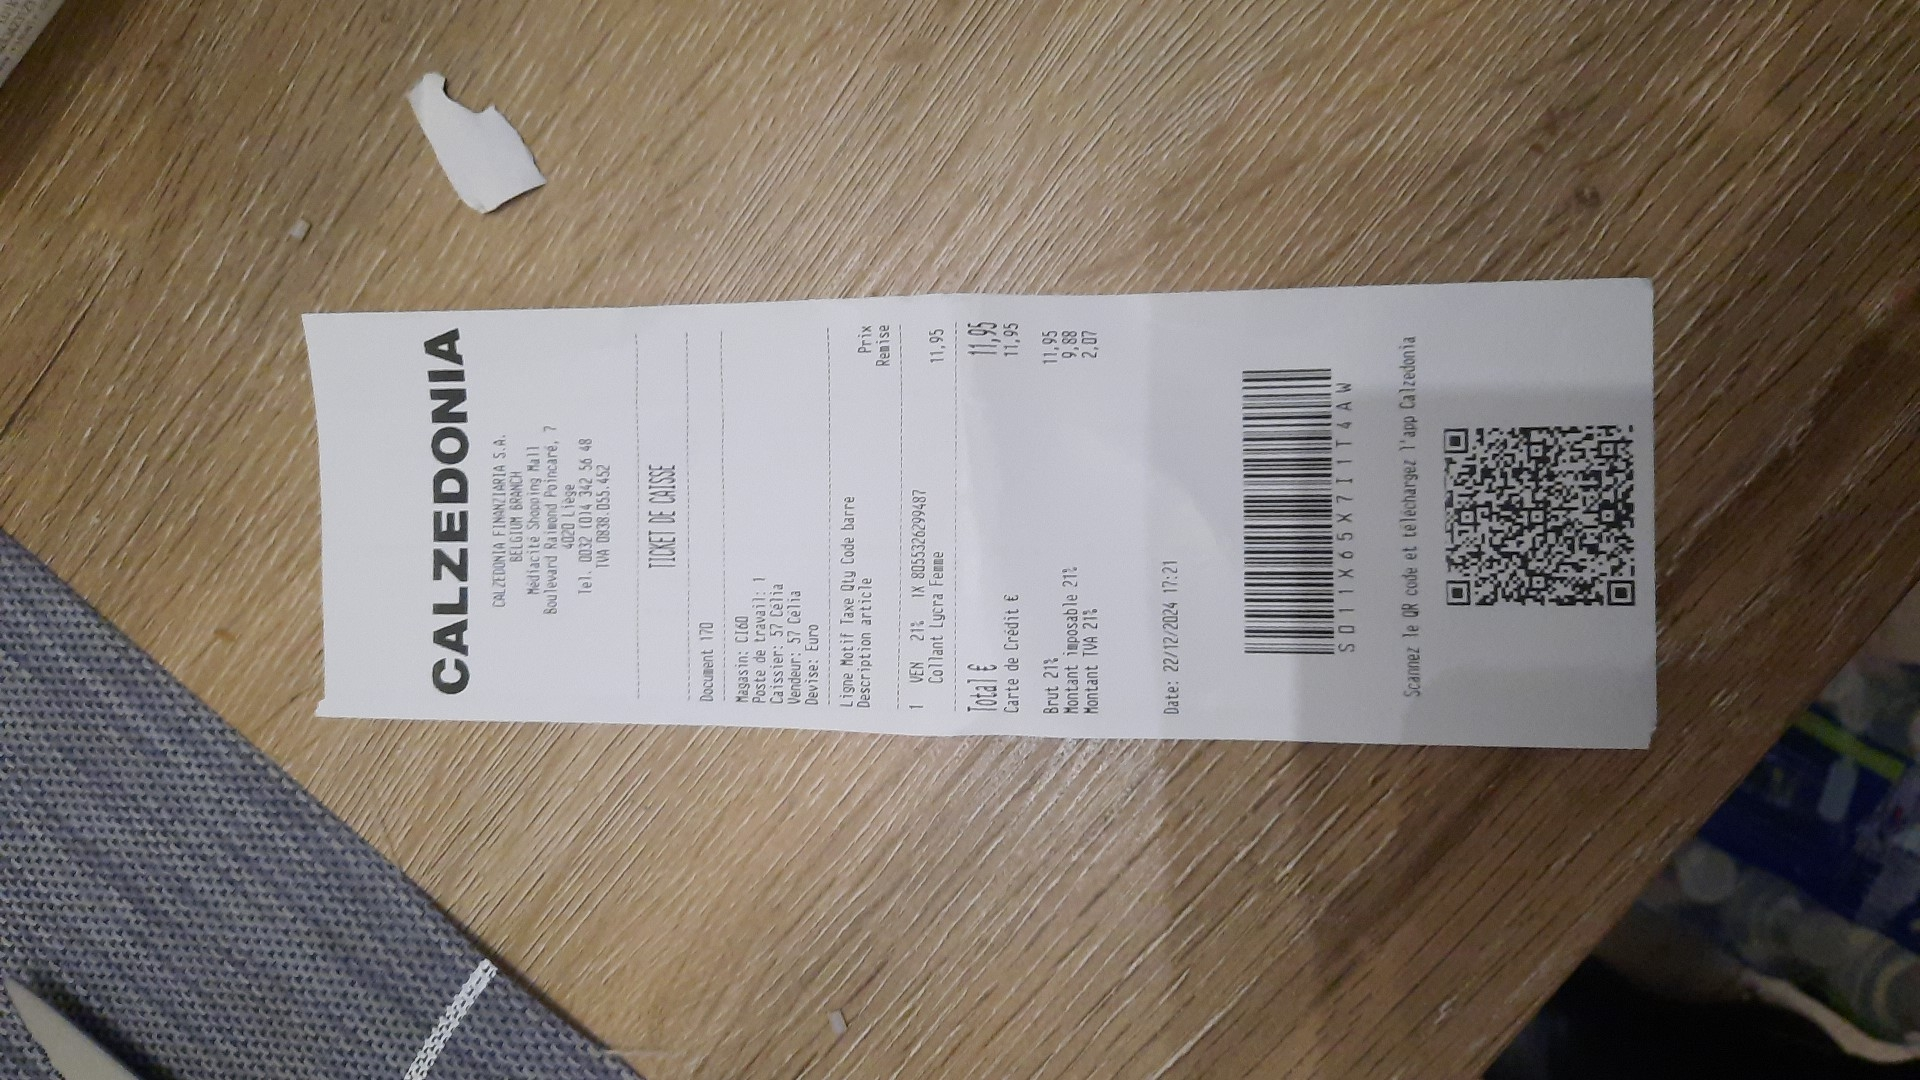 CALZEDONIA
CALZEDONIA FINANZIARIA S.A.
BELGIUM BRANCH
Médiacité Shopping Mall
Boulevard Raimond Poincaré, 7
4020 Liège
Tel. 0032 (0)4 342 56 48
TVA 0838.055.452
TICKET DE CAISSE
Document 170
Magasin: CI60
Poste de travail: 1
Caissier: 57 Célia
Vendeur: 57 Célia
Devise: Euro
Ligne Motif Taxe Qty Code barre Prix
Description article Remise
1 VEN 21% 1X 8055326299487 11,95
Collant Lycra Femme
Total € 11,95
Carte de Crédit € 11,95
Brut 21% 11,95
Montant imposable 21% 9,88
Montant TVA 21% 2,07
Date: 22/12/2024 17:21
S011X65X7I1T4AW
Scannez le QR code et téléchargez l'app Calzedonia